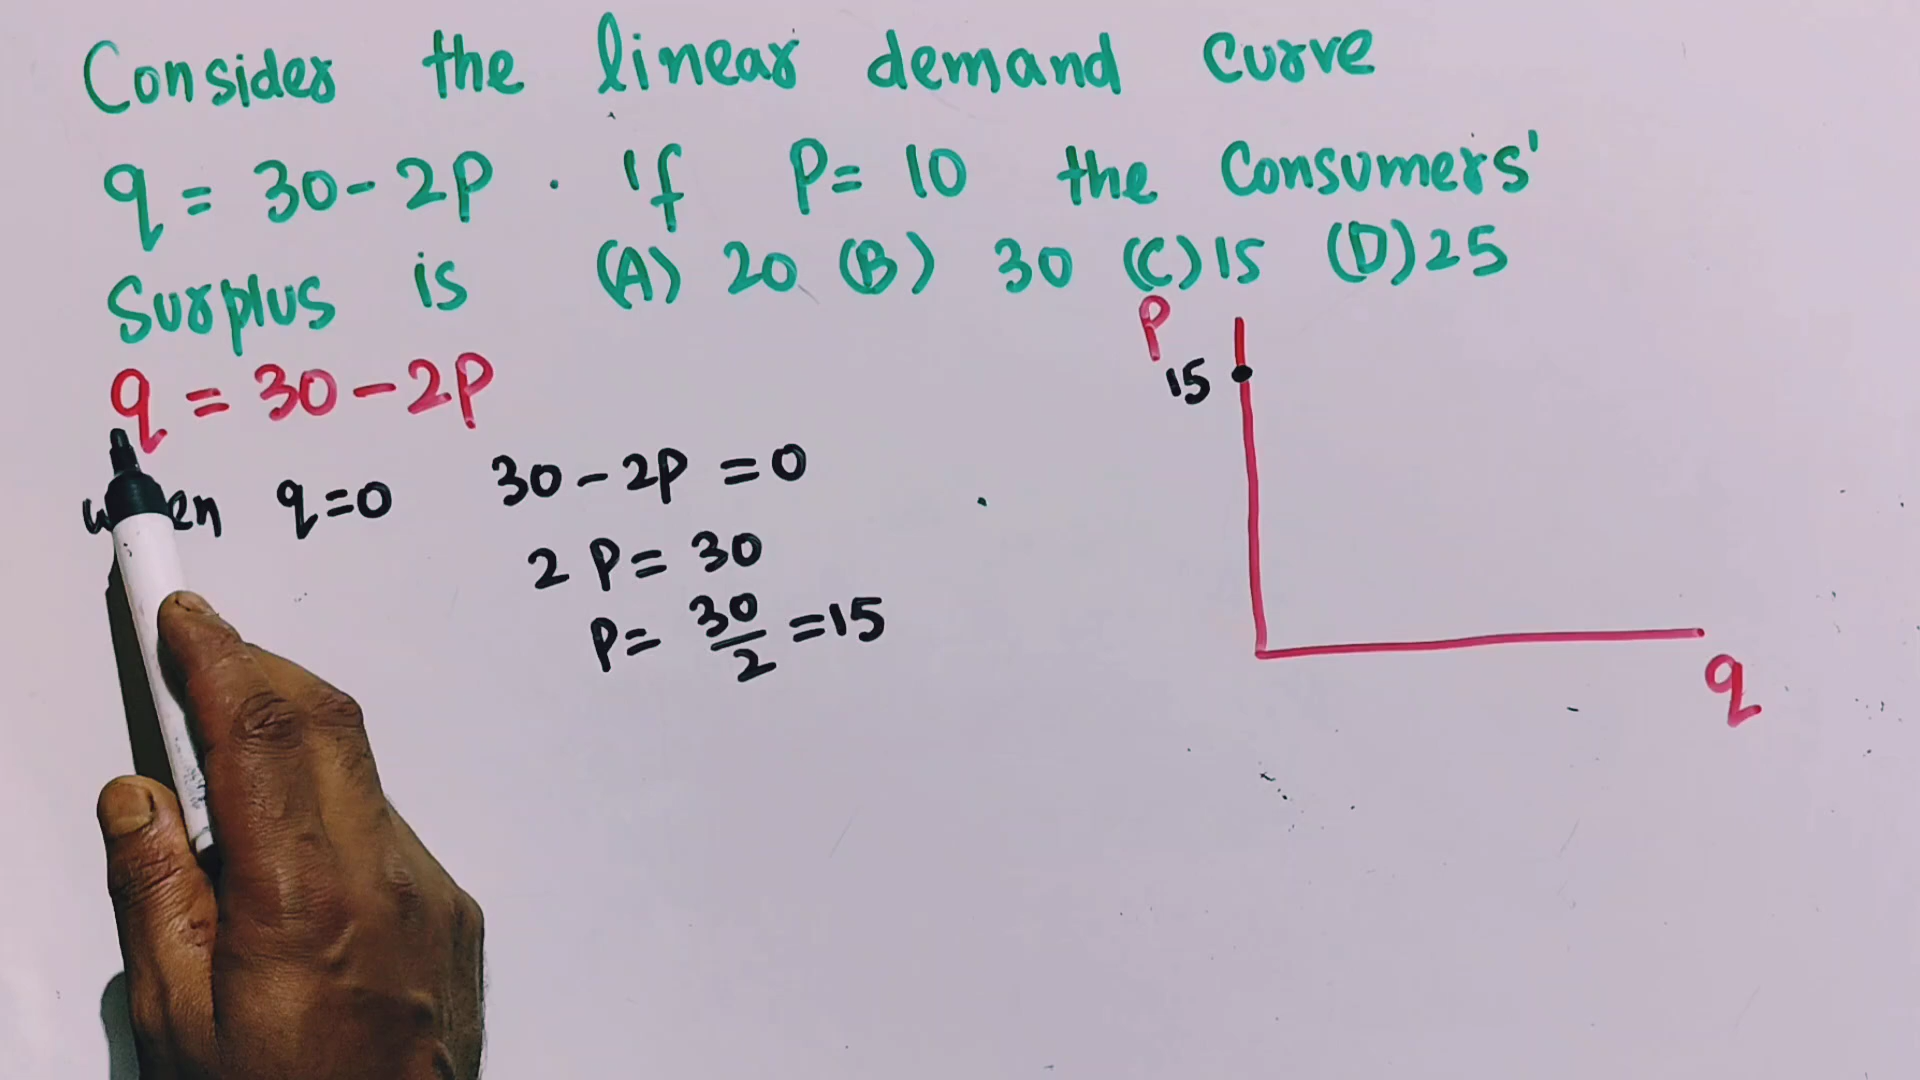 Consider the linear demand curve
q = 30-2P. If P= 10 the Consumers'
Surplus is (A) 20 (B) 30 (C) 15 (D) 25
q = 30-2P
q=0
30-2P =0
2P= 30
P= 30/2 =15
P
15
q